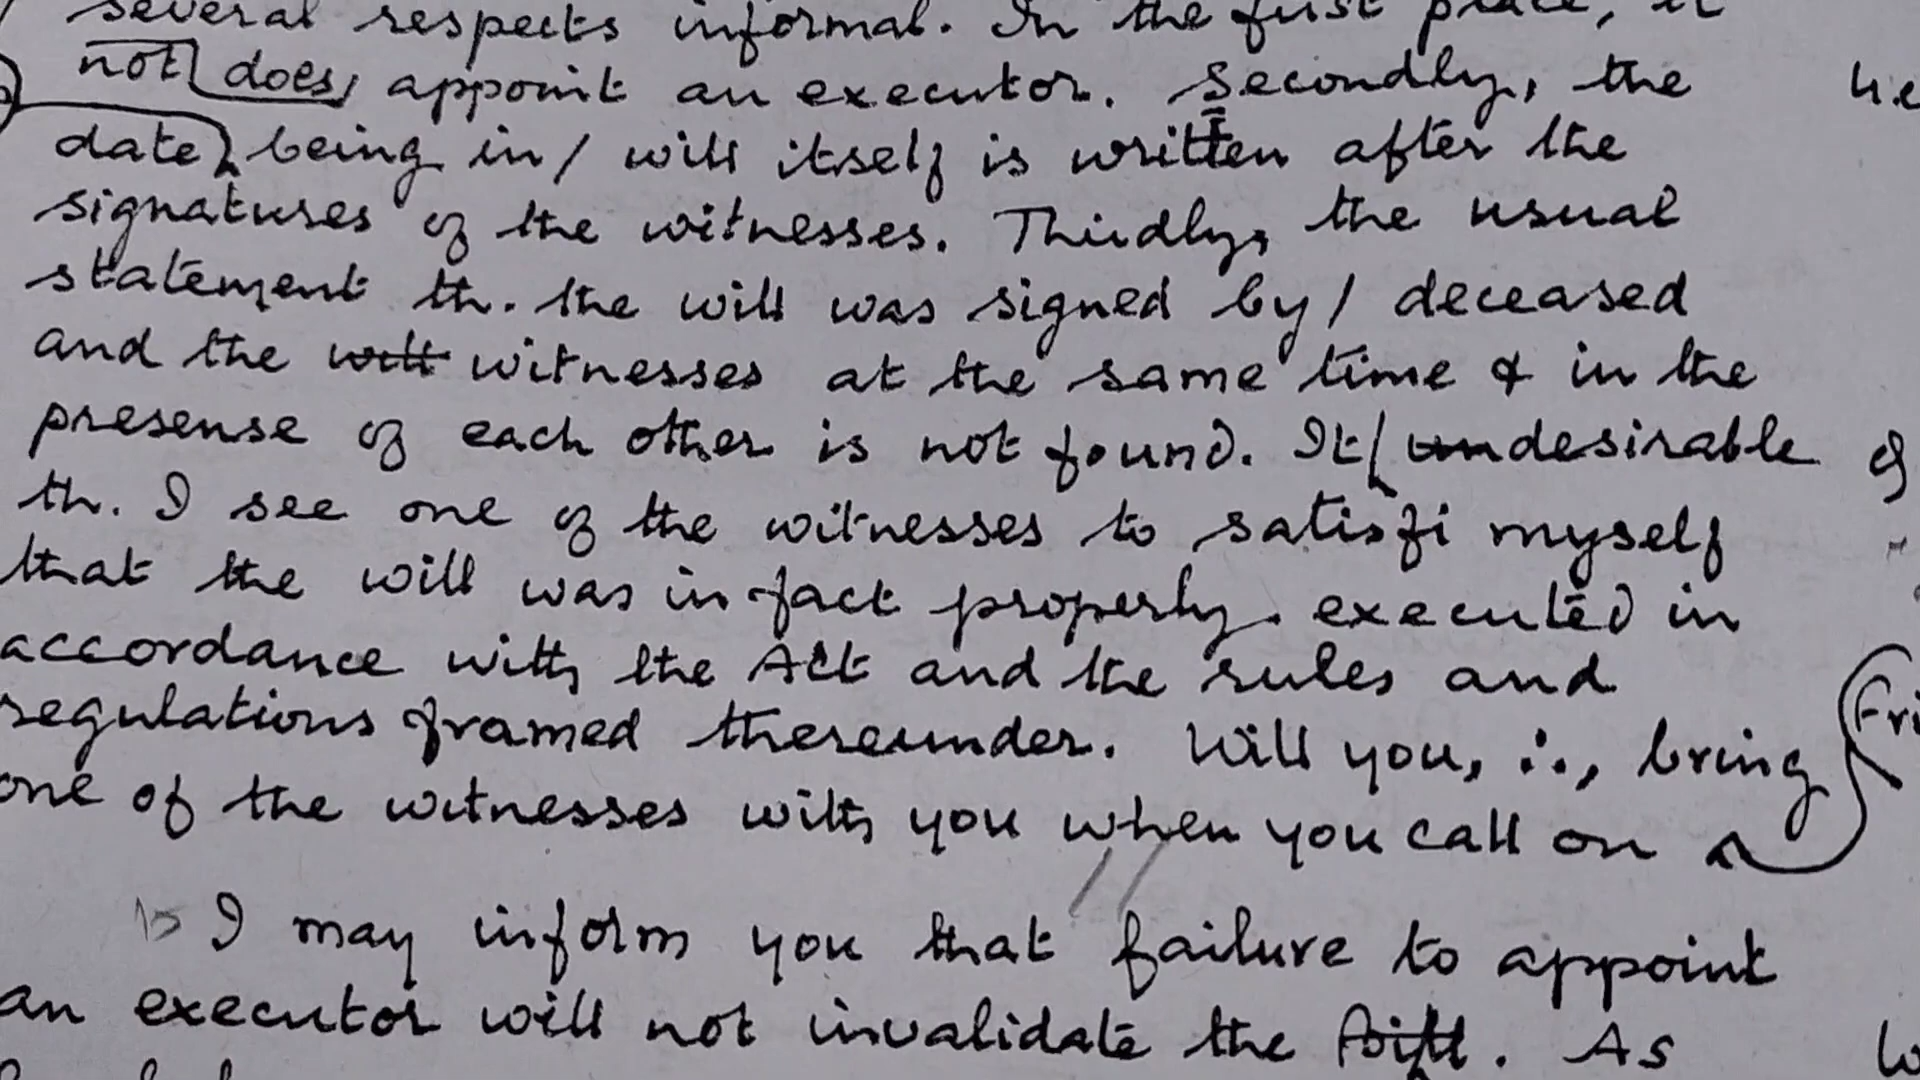 several respects informal. In the first place, it
not does appoint an executor. Secondly, the
date being in / will itself is written after the
signatures of the witnesses. Thirdly, the usual
statement th. the will was signed by / deceased
and the will witnesses at the same time & in the
presense of each other is not found. It / undesirable
th. I see one of the witnesses to satisfi myself
that the will was in fact properly. executed in
accordance with the Act and the rules and
regulations framed thereunder. Will you, ∴, bring
one of the witnesses with you when you call on
I may inform you that failure to appoint
an executor will not invalidate the . As